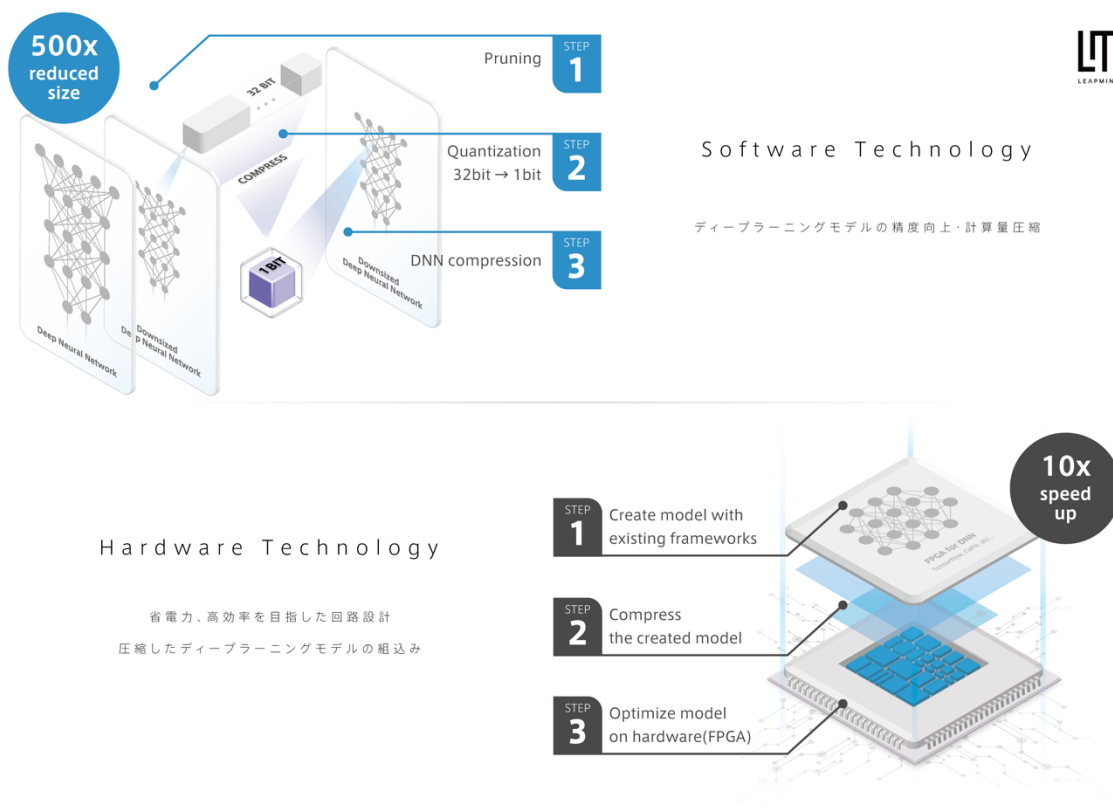 500x
reduced
size
Pruning
STEP
1
32 BIT
COMPRESS
Quantization
32bit → 1bit
STEP
2
1 BIT
DNN compression
STEP
3
Deep Neural Network
Downsized
Deep Neural Network
Downsized
Deep Neural Network
LEAPMIN
Software Technology
ディープラーニングモデルの精度向上・計算量圧縮
Hardware Technology
省電力、高効率を目指した回路設計
圧縮したディープラーニングモデルの組込み
STEP
1
Create model with
existing frameworks
STEP
2
Compress
the created model
STEP
3
Optimize model
on hardware(FPGA)
10x
speed
up
FPGA for DNN
Tensorflow, Caffe, etc.,